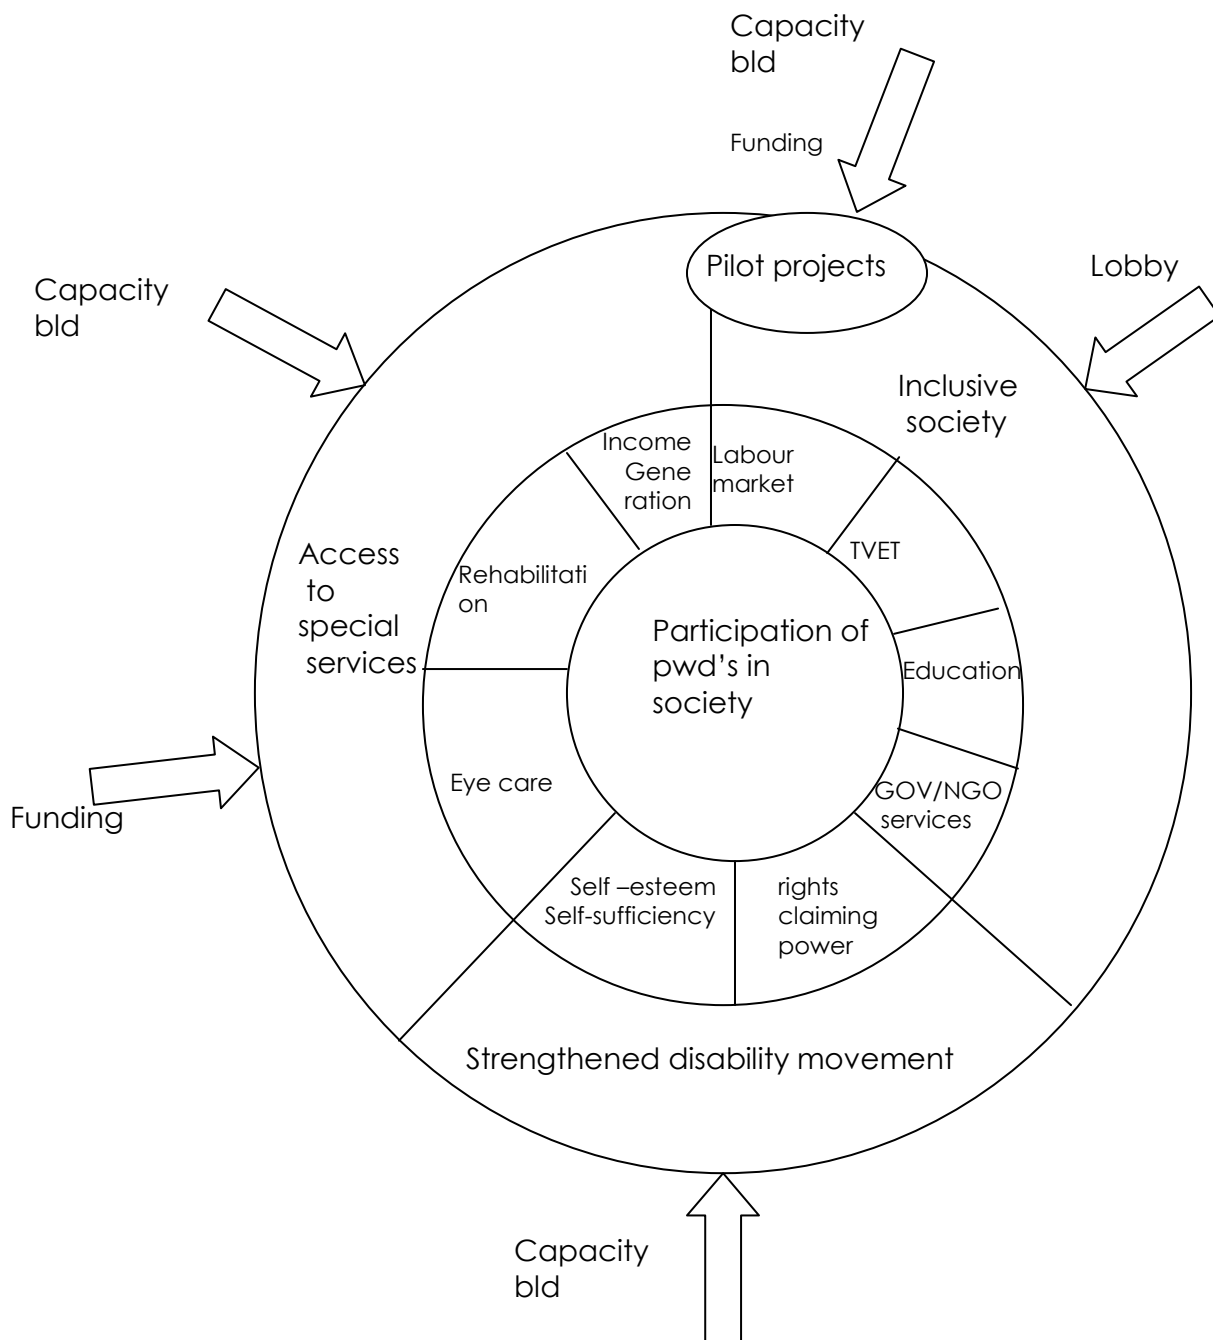 Capacity
bld
Funding
Pilot projects
Lobby
Capacity
bld
Inclusive
society
Income
Gene
ration
Labour
market
TVET
Access
to
special
services
Rehabilitati
on
Participation of
pwd's in
society
Education
Eye care
GOV/NGO
services
Funding
Self –esteem
Self-sufficiency
rights
claiming
power
Strengthened disability movement
Capacity
bld